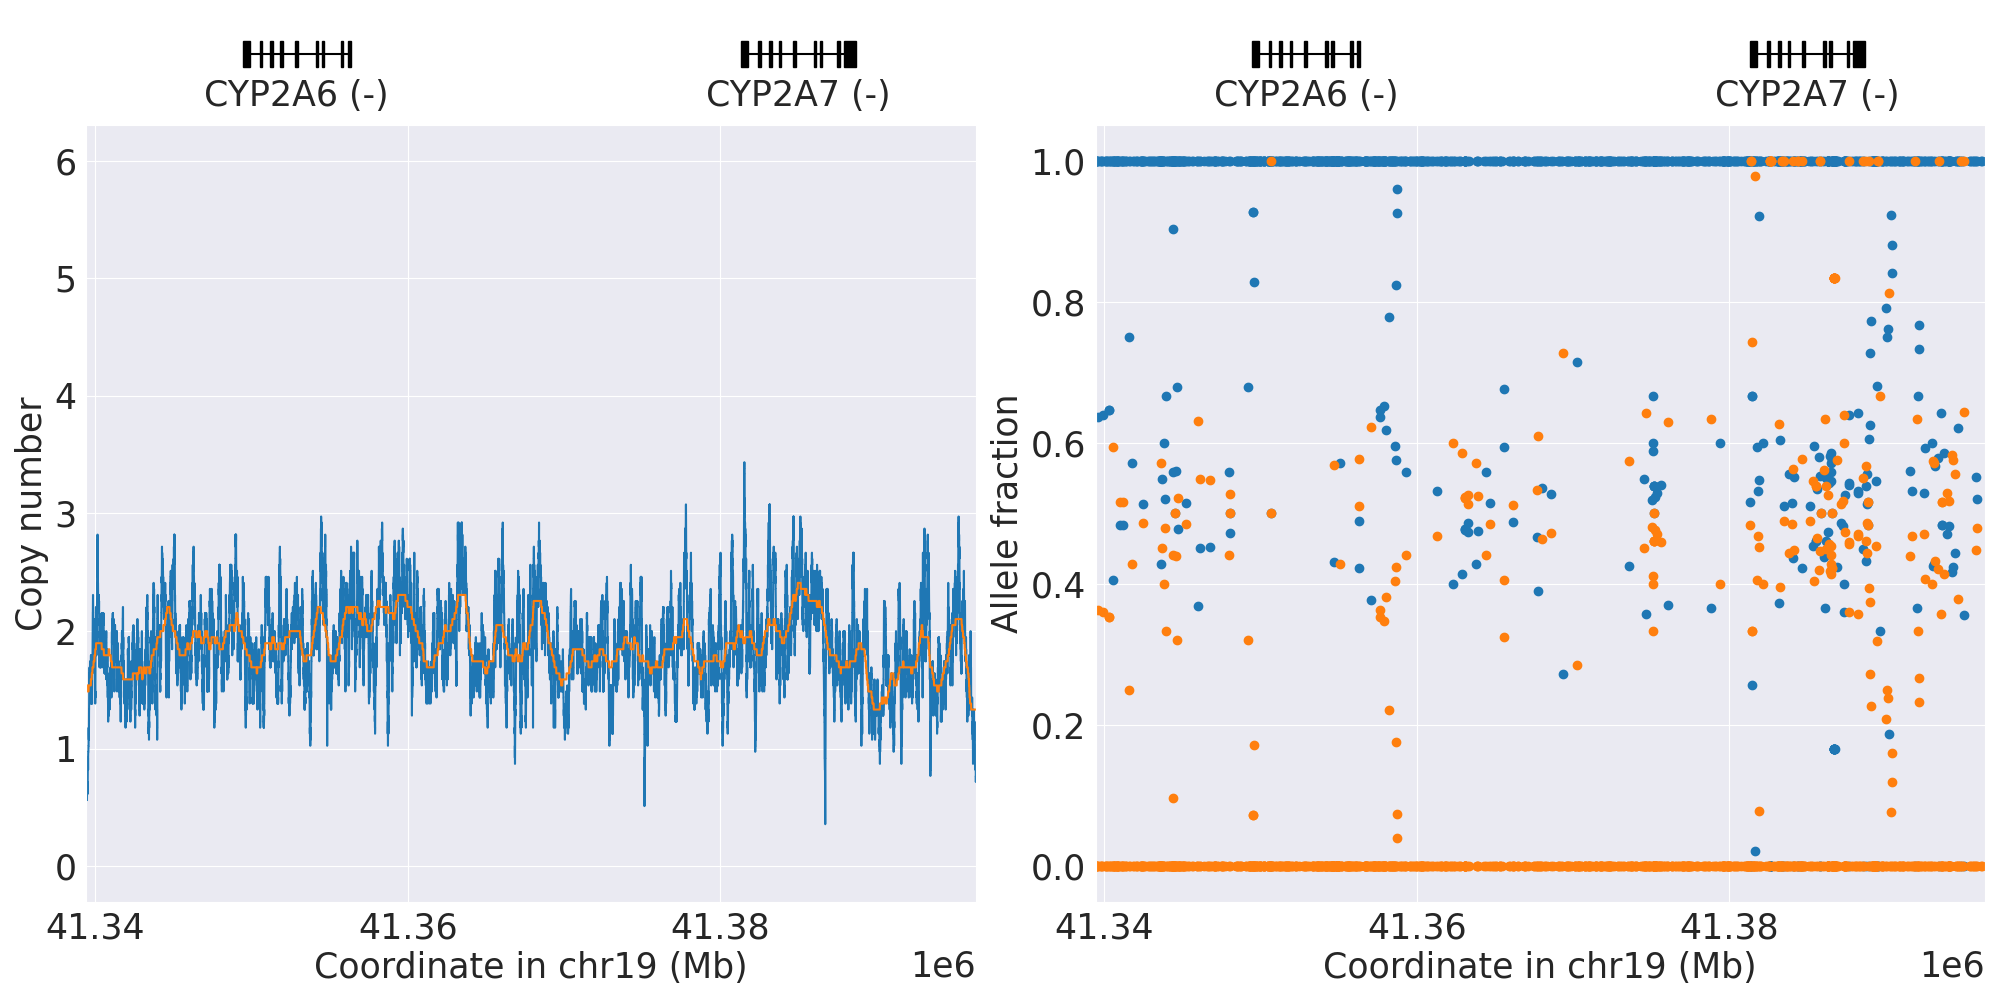 CYP2A6 (-)
CYP2A7 (-)
6
5
4
3
2
1
0
Copy number
41.34
41.36
41.38
Coordinate in chr19 (Mb)
1e6
CYP2A6 (-)
CYP2A7 (-)
1.0
0.8
0.6
0.4
0.2
0.0
Allele fraction
41.34
41.36
41.38
Coordinate in chr19 (Mb)
1e6